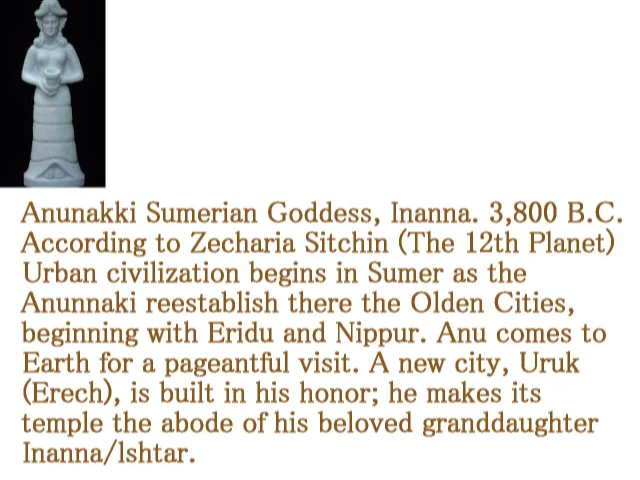 Anunakki Sumerian Goddess, Inanna. 3,800 B.C.
According to Zecharia Sitchin (The 12th Planet)
Urban civilization begins in Sumer as the
Anunnaki reestablish there the Olden Cities,
beginning with Eridu and Nippur. Anu comes to
Earth for a pageantful visit. A new city, Uruk
(Erech), is built in his honor; he makes its
temple the abode of his beloved granddaughter
Inanna/Ishtar.